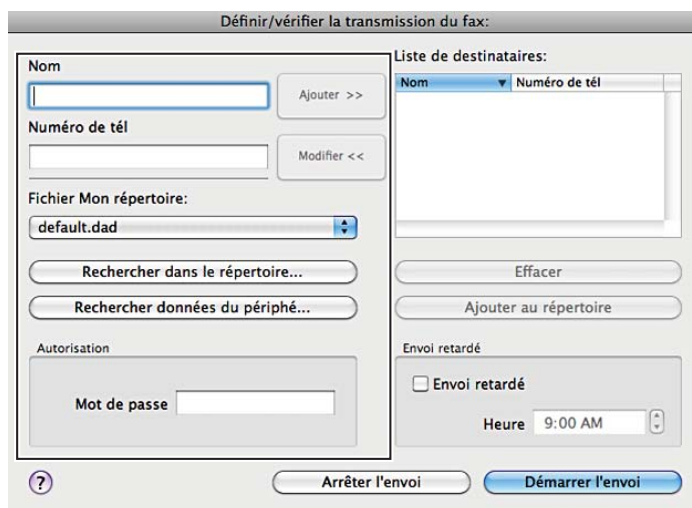 Définir/vérifier la transmission du fax:
Nom
Ajouter >>
Numéro de tél
Modifier <<
Fichier Mon répertoire:
default.dad
Rechercher dans le répertoire...
Rechercher données du périphé...
Autorisation
Mot de passe
Liste de destinataires:
Nom Numéro de tél
Effacer
Ajouter au répertoire
Envoi retardé
Envoi retardé
Heure 9:00 AM
?
Arrêter l'envoi
Démarrer l'envoi